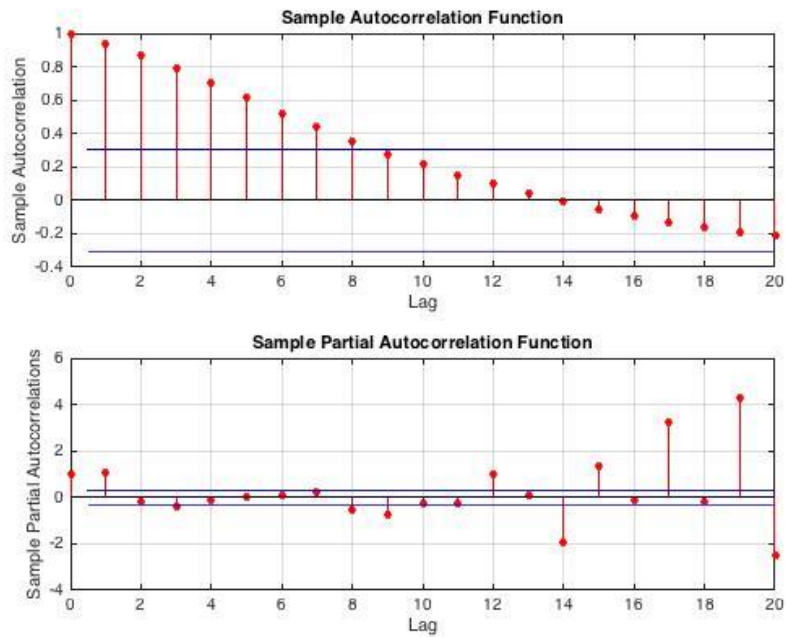 Sample Autocorrelation Function
Sample Autocorrelation
1
0.8
0.6
0.4
0.2
0
-0.2
-0.4
0 2 4 6 8 10 12 14 16 18 20
Lag
Sample Partial Autocorrelation Function
Sample Partial Autocorrelations
6
4
2
0
-2
-4
0 2 4 6 8 10 12 14 16 18 20
Lag